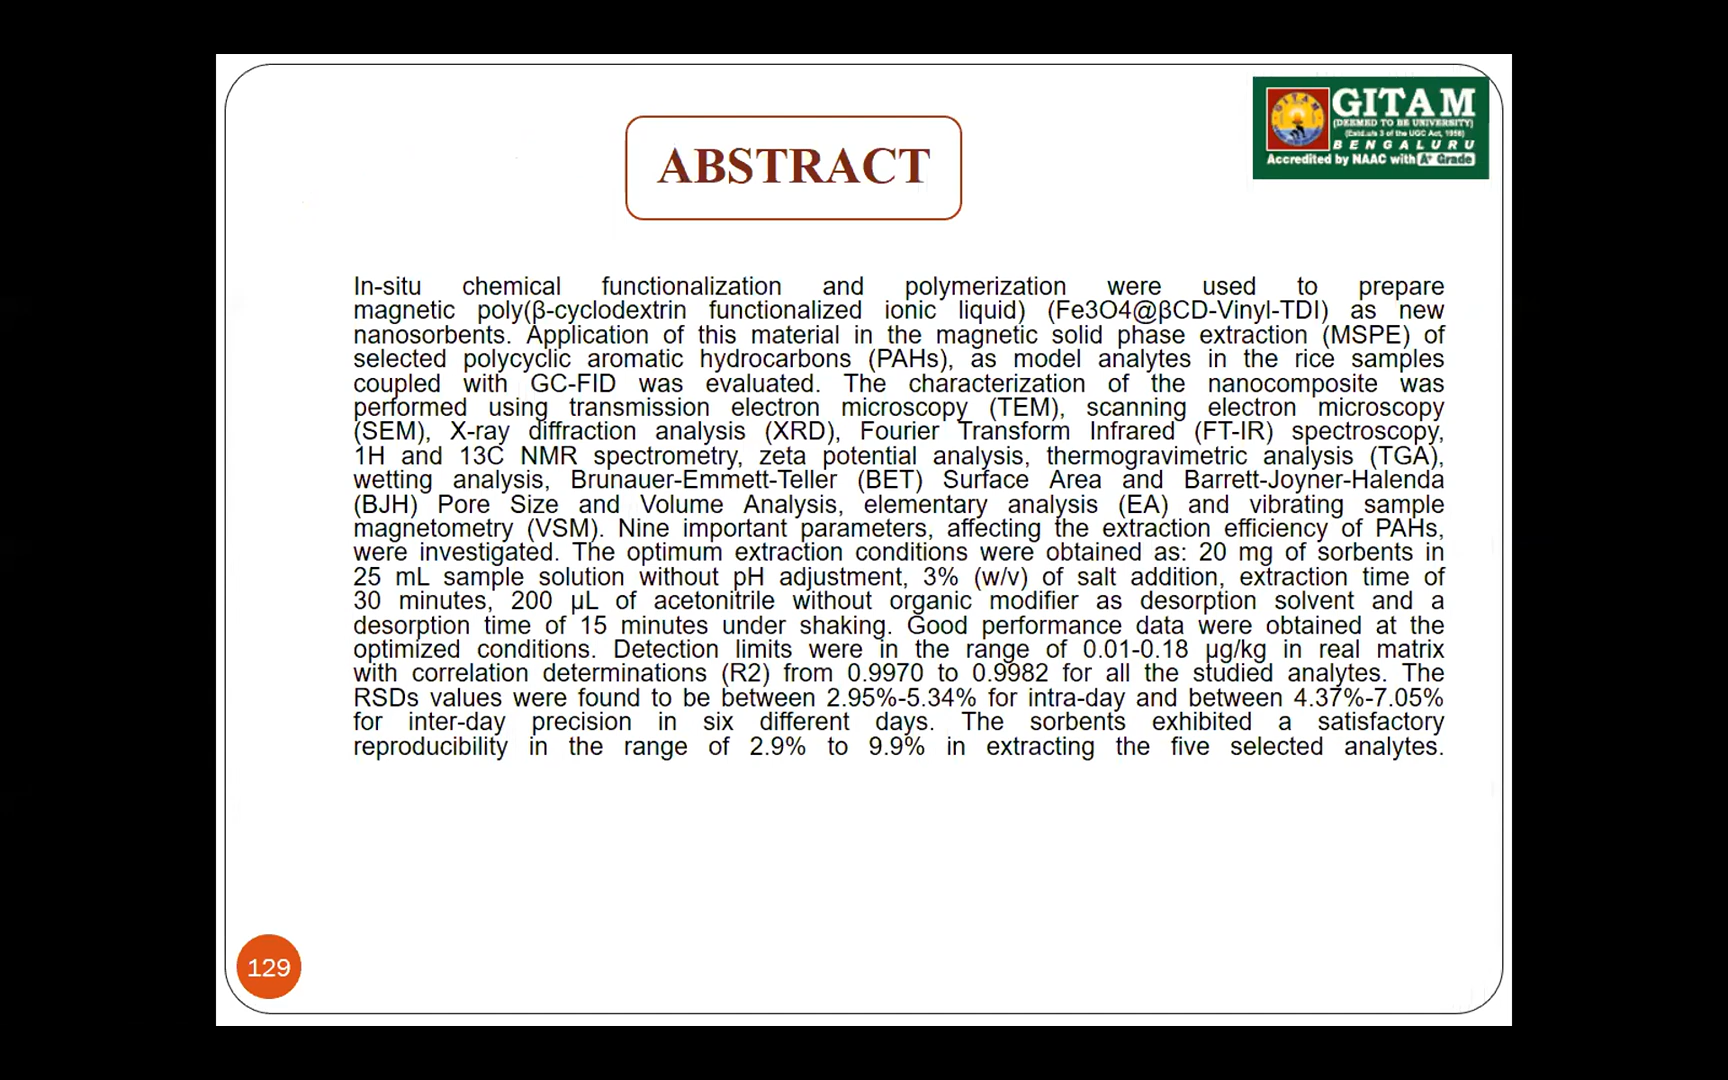 GITAM
(DEEMED TO BE UNIVERSITY)
(Estd.u/s 3 of the UGC Act, 1956)
BENGALURU
Accredited by NAAC with A+ Grade
ABSTRACT
In-situ chemical functionalization and polymerization were used to prepare
magnetic poly(β-cyclodextrin functionalized ionic liquid) (Fe3O4@βCD-Vinyl-TDI) as new
nanosorbents. Application of this material in the magnetic solid phase extraction (MSPE) of
selected polycyclic aromatic hydrocarbons (PAHs), as model analytes in the rice samples
coupled with GC-FID was evaluated. The characterization of the nanocomposite was
performed using transmission electron microscopy (TEM), scanning electron microscopy
(SEM), X-ray diffraction analysis (XRD), Fourier Transform Infrared (FT-IR) spectroscopy,
1H and 13C NMR spectrometry, zeta potential analysis, thermogravimetric analysis (TGA),
wetting analysis, Brunauer-Emmett-Teller (BET) Surface Area and Barrett-Joyner-Halenda
(BJH) Pore Size and Volume Analysis, elementary analysis (EA) and vibrating sample
magnetometry (VSM). Nine important parameters, affecting the extraction efficiency of PAHs,
were investigated. The optimum extraction conditions were obtained as: 20 mg of sorbents in
25 mL sample solution without pH adjustment, 3% (w/v) of salt addition, extraction time of
30 minutes, 200 μL of acetonitrile without organic modifier as desorption solvent and a
desorption time of 15 minutes under shaking. Good performance data were obtained at the
optimized conditions. Detection limits were in the range of 0.01-0.18 μg/kg in real matrix
with correlation determinations (R2) from 0.9970 to 0.9982 for all the studied analytes. The
RSDs values were found to be between 2.95%-5.34% for intra-day and between 4.37%-7.05%
for inter-day precision in six different days. The sorbents exhibited a satisfactory
reproducibility in the range of 2.9% to 9.9% in extracting the five selected analytes.
129